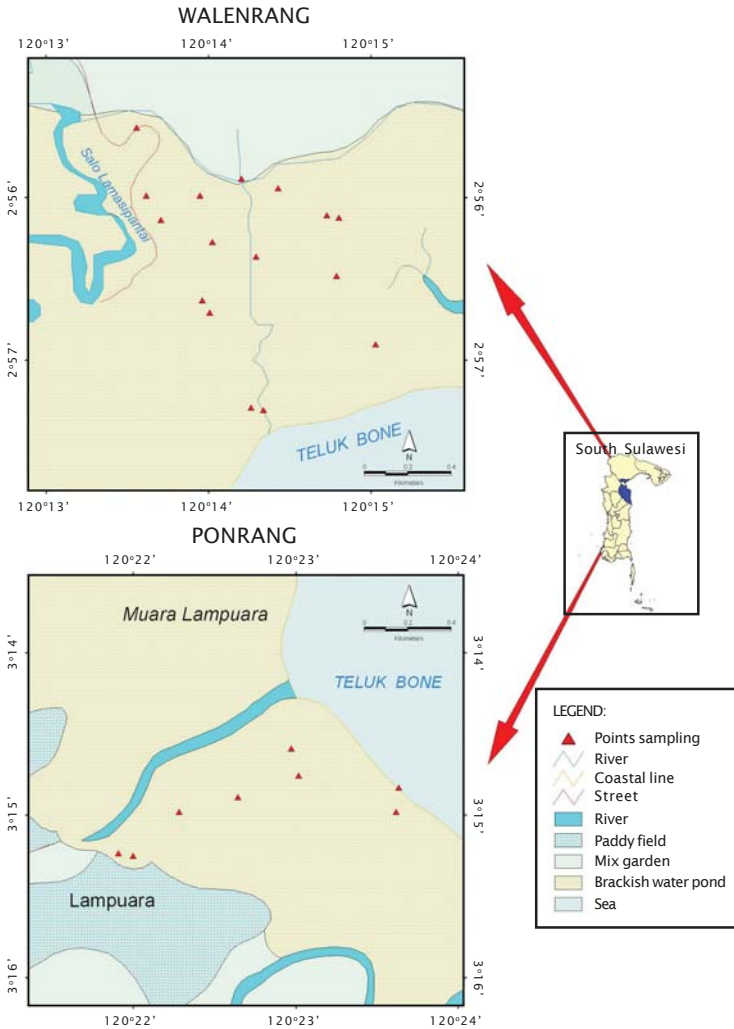 WALENRANG
120°13’ 120°14’ 120°15’
Salo Lamasipantai
2°56’ 2°56’
2°57’ 2°57’
TELUK BONE
N
0 0.2 0.4
Kilometers
120°13’ 120°14’ 120°15’
South Sulawesi
PONRANG
120°22’ 120°23’ 120°24’
Muara Lampuara
N
0 0.2 0.4
Kilometers
3°14’ 3°14’
TELUK BONE
3°15’ 3°15’
Lampuara
3°16’ 3°16’
120°22’ 120°23’ 120°24’
LEGEND:
Points sampling
River
Coastal line
Street
River
Paddy field
Mix garden
Brackish water pond
Sea